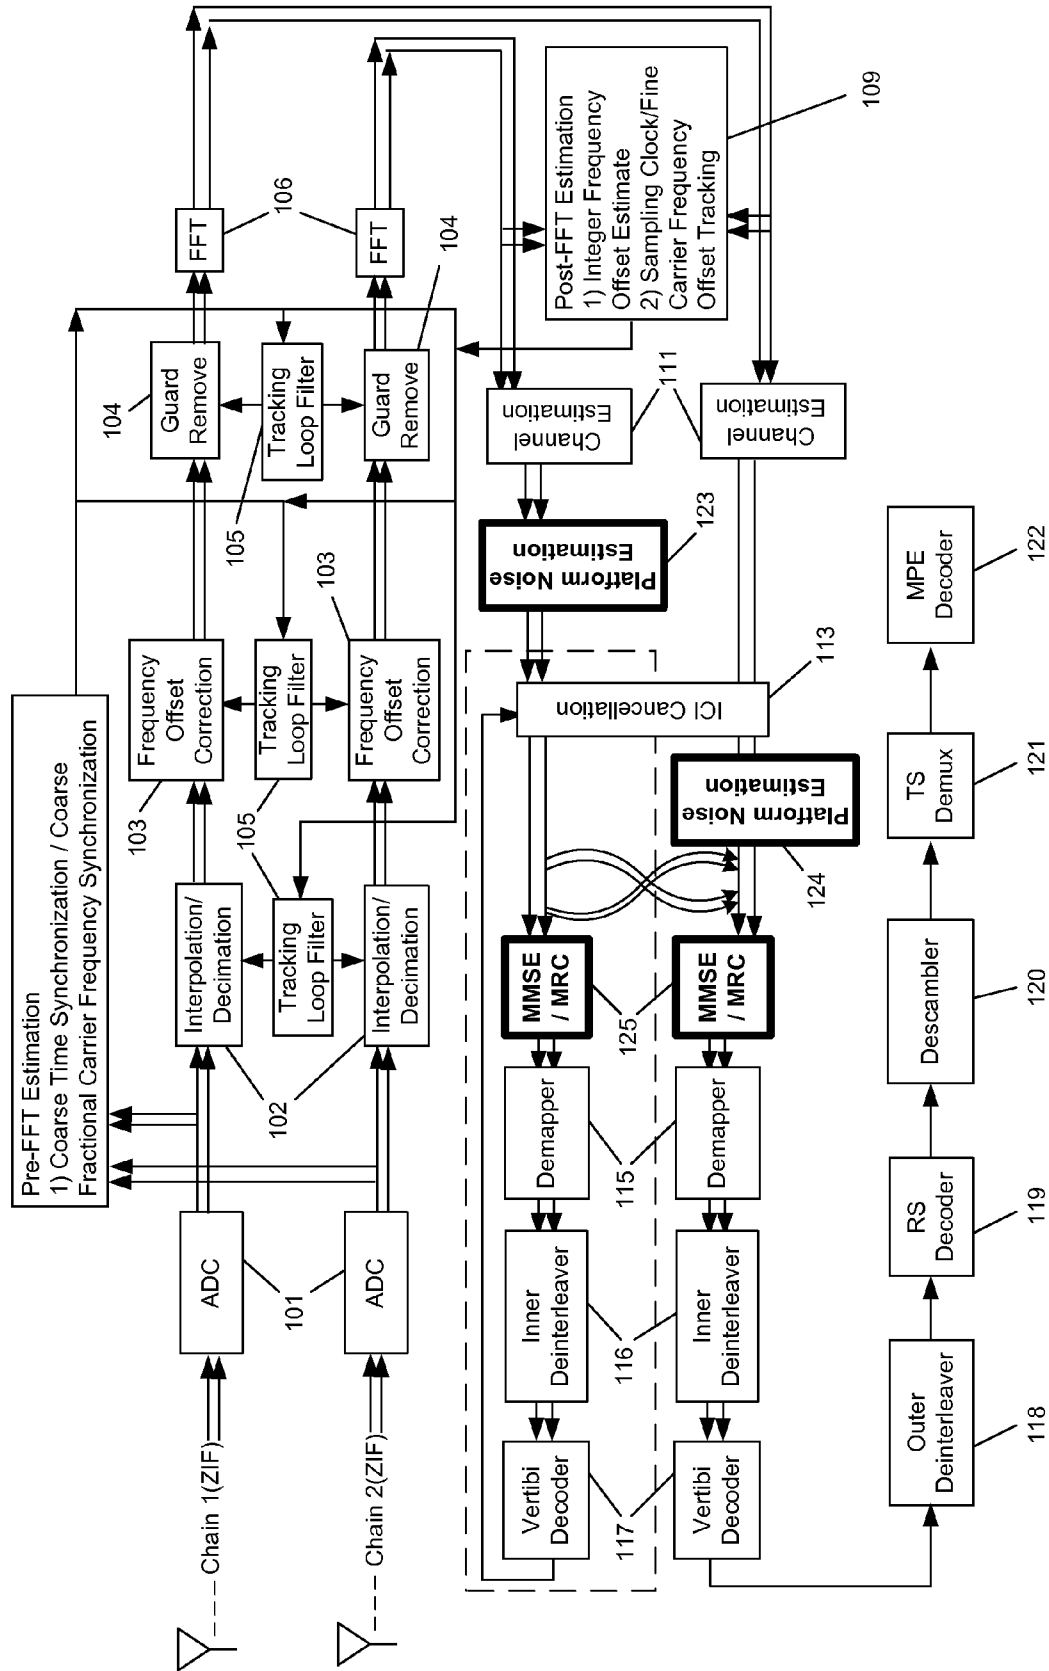 Pre-FFT Estimation
1) Coarse Time Synchronization / Coarse
Fractional Carrier Frequency Synchronization
Chain 1(ZIF)
ADC
Interpolation/
Decimation
103
Frequency
Offset
Correction
104
Guard
Remove
FFT
101
102
Tracking
Loop Filter
105
Tracking
Loop Filter
105
Tracking
Loop Filter
106
Chain 2(ZIF)
ADC
Interpolation/
Decimation
103
Frequency
Offset
Correction
104
Guard
Remove
FFT
Vertibi
Decoder
Inner
Deinterleaver
Demapper
MMSE
/ MRC
ICI Cancellation
Platform Noise
Estimation
123
Channel
Estimation
Post-FFT Estimation
1) Integer Frequency
Offset Estimate
2) Sampling Clock/Fine
Carrier Frequency
Offset Tracking
109
117
116
115
125
113
111
Vertibi
Decoder
Inner
Deinterleaver
Demapper
MMSE
/ MRC
124
Platform Noise
Estimation
Channel
Estimation
Outer
Deinterleaver
RS
Decoder
Descambler
TS
Demux
MPE
Decoder
118
119
120
121
122